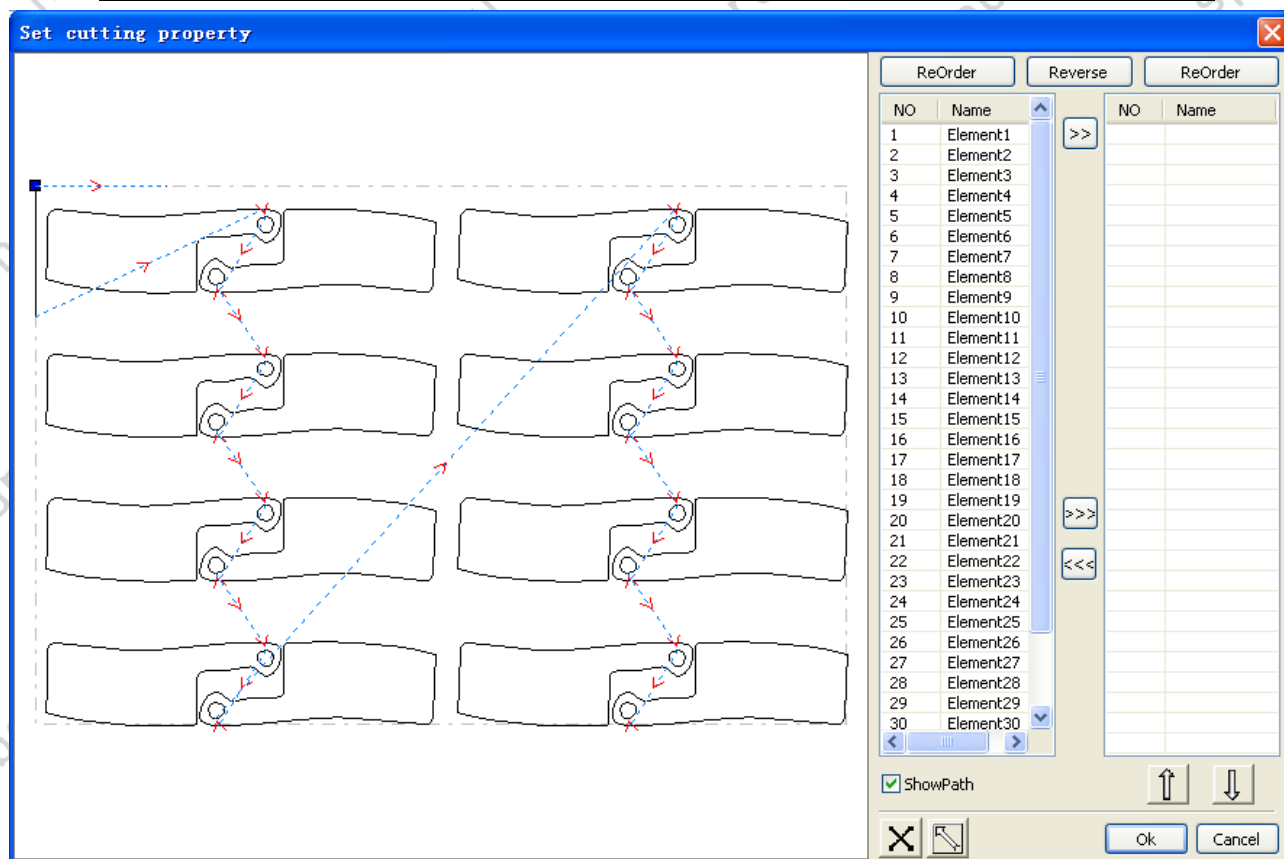 Set cutting property
ReOrder Reverse ReOrder
NO Name NO Name
1 Element1 >>
2 Element2
3 Element3
4 Element4
5 Element5
6 Element6
7 Element7
8 Element8
9 Element9
10 Element10
11 Element11
12 Element12
13 Element13
14 Element14
15 Element15
16 Element16
17 Element17
18 Element18
19 Element19
20 Element20 >>>
21 Element21
22 Element22 <<<
23 Element23
24 Element24
25 Element25
26 Element26
27 Element27
28 Element28
29 Element29
30 Element30
ShowPath
Ok Cancel